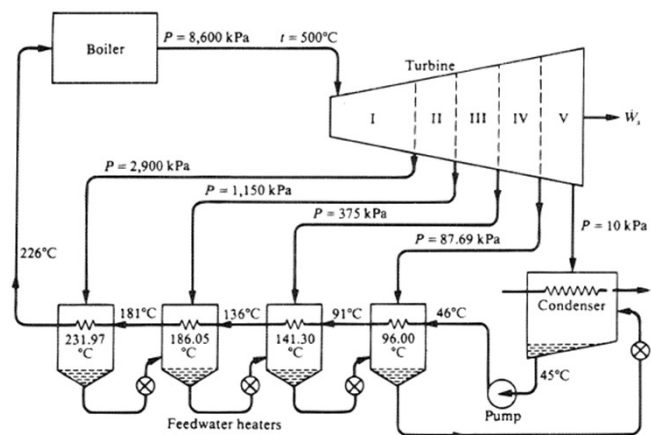 P = 8,600 kPa t = 500°C
Boiler
Turbine
I II III IV V
Ẇs
P = 2,900 kPa
P = 1,150 kPa
P = 375 kPa
P = 87.69 kPa
P = 10 kPa
226°C
181°C 136°C 91°C 46°C
Condenser
231.97
°C
186.05
°C
141.30
°C
96.00
°C
45°C
Pump
Feedwater heaters